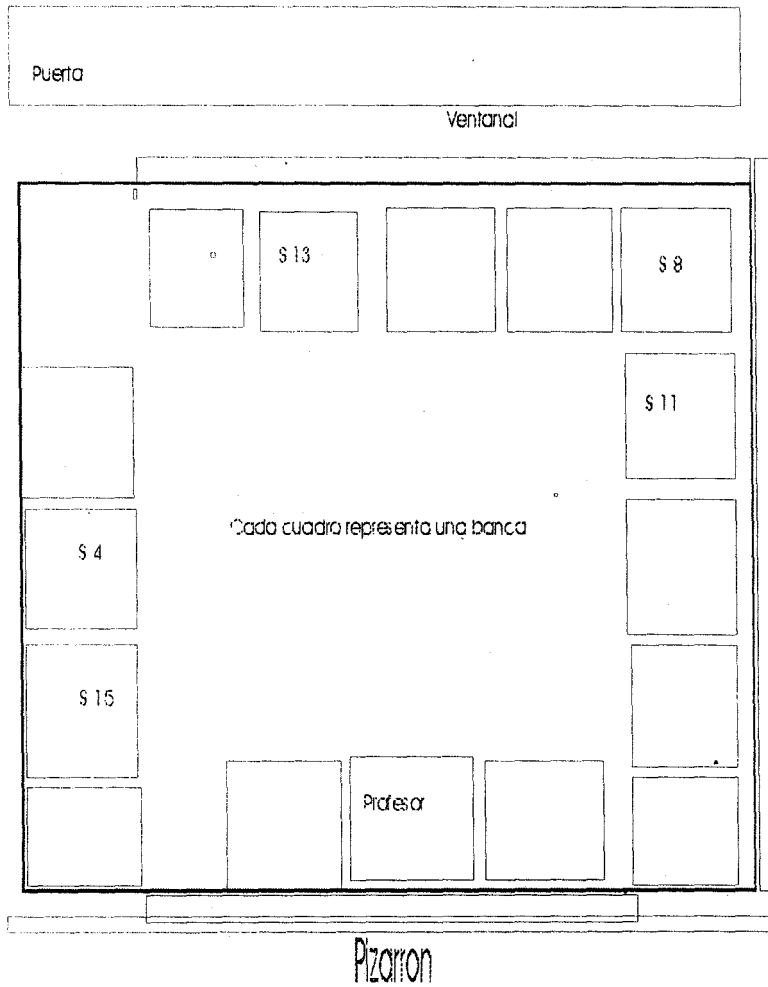 Puerta
Ventanal
S 13
S 8
S 11
Cada cuadro representa una banca
S 4
S 15
Profesor
Pizarron